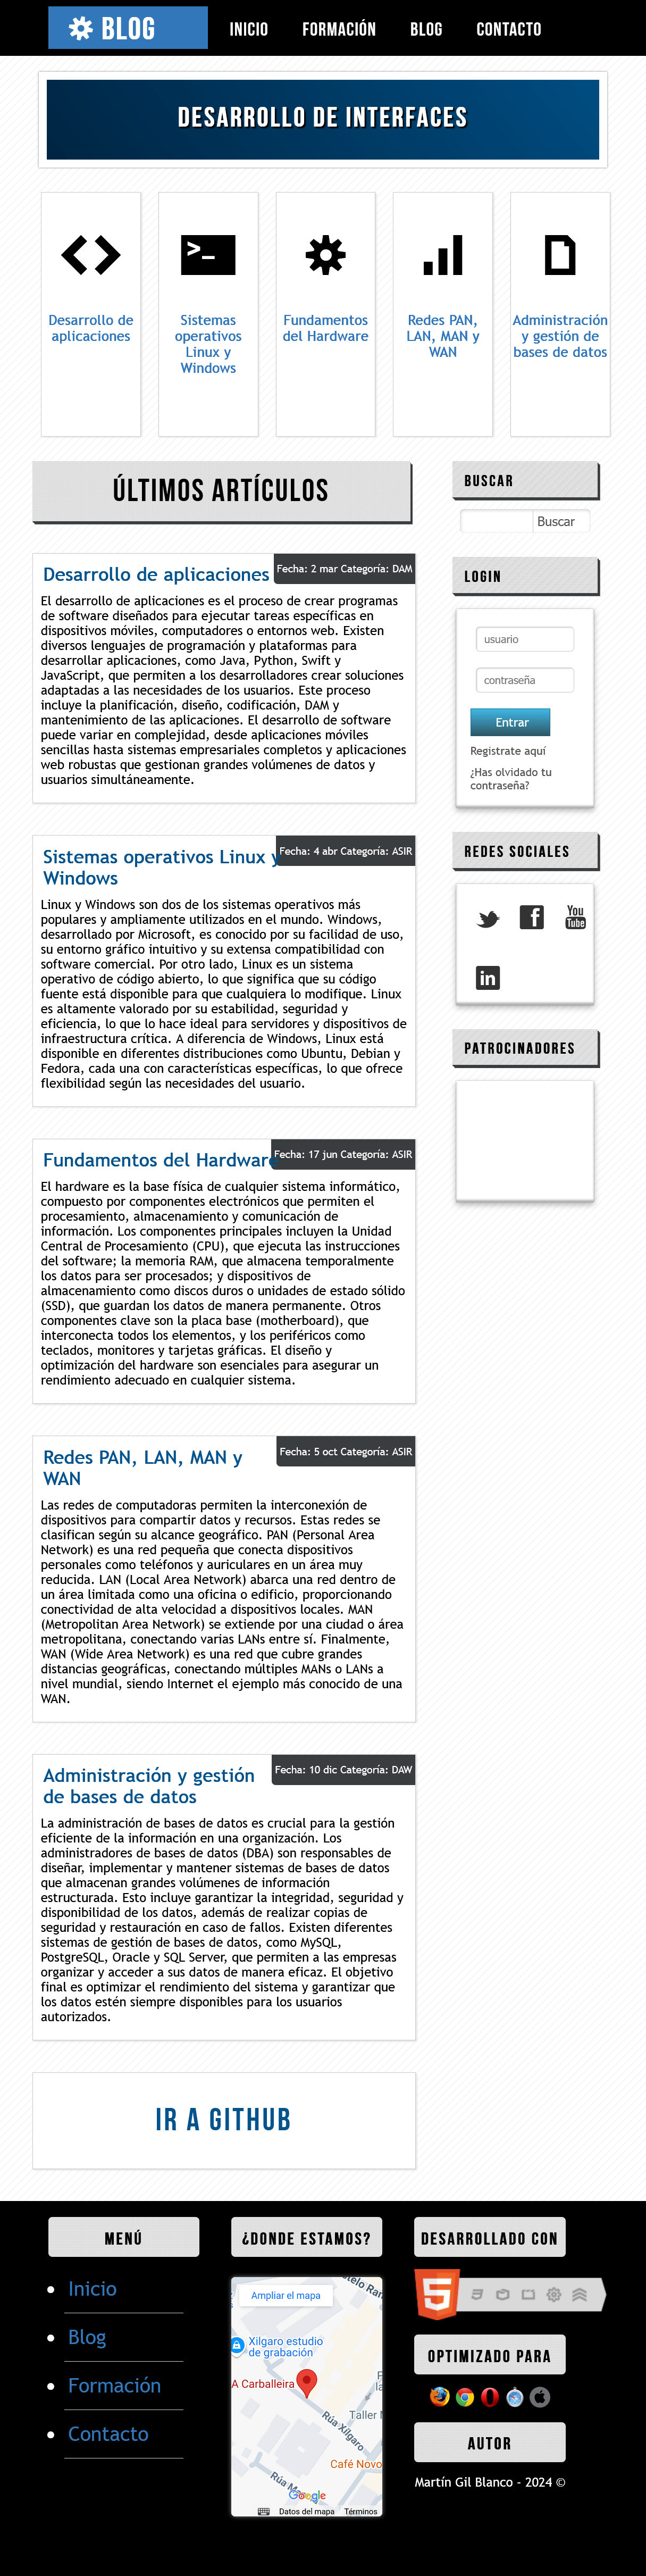 BLOG
INICIO FORMACIÓN BLOG CONTACTO
DESARROLLO DE INTERFACES
Desarrollo de
aplicaciones
Sistemas
operativos
Linux y
Windows
Fundamentos
del Hardware
Redes PAN,
LAN, MAN y
WAN
Administración
y gestión de
bases de datos
ÚLTIMOS ARTÍCULOS
Desarrollo de aplicaciones
Fecha: 2 mar Categoría: DAM
El desarrollo de aplicaciones es el proceso de crear programas
de software diseñados para ejecutar tareas específicas en
dispositivos móviles, computadores o entornos web. Existen
diversos lenguajes de programación y plataformas para
desarrollar aplicaciones, como Java, Python, Swift y
JavaScript, que permiten a los desarrolladores crear soluciones
adaptadas a las necesidades de los usuarios. Este proceso
incluye la planificación, diseño, codificación, DAM y
mantenimiento de las aplicaciones. El desarrollo de software
puede variar en complejidad, desde aplicaciones móviles
sencillas hasta sistemas empresariales completos y aplicaciones
web robustas que gestionan grandes volúmenes de datos y
usuarios simultáneamente.
Sistemas operativos Linux y
Windows
Fecha: 4 abr Categoría: ASIR
Linux y Windows son dos de los sistemas operativos más
populares y ampliamente utilizados en el mundo. Windows,
desarrollado por Microsoft, es conocido por su facilidad de uso,
su entorno gráfico intuitivo y su extensa compatibilidad con
software comercial. Por otro lado, Linux es un sistema
operativo de código abierto, lo que significa que su código
fuente está disponible para que cualquiera lo modifique. Linux
es altamente valorado por su estabilidad, seguridad y
eficiencia, lo que lo hace ideal para servidores y dispositivos de
infraestructura crítica. A diferencia de Windows, Linux está
disponible en diferentes distribuciones como Ubuntu, Debian y
Fedora, cada una con características específicas, lo que ofrece
flexibilidad según las necesidades del usuario.
Fundamentos del Hardware
Fecha: 17 jun Categoría: ASIR
El hardware es la base física de cualquier sistema informático,
compuesto por componentes electrónicos que permiten el
procesamiento, almacenamiento y comunicación de
información. Los componentes principales incluyen la Unidad
Central de Procesamiento (CPU), que ejecuta las instrucciones
del software; la memoria RAM, que almacena temporalmente
los datos para ser procesados; y dispositivos de
almacenamiento como discos duros o unidades de estado sólido
(SSD), que guardan los datos de manera permanente. Otros
componentes clave son la placa base (motherboard), que
interconecta todos los elementos, y los periféricos como
teclados, monitores y tarjetas gráficas. El diseño y
optimización del hardware son esenciales para asegurar un
rendimiento adecuado en cualquier sistema.
Redes PAN, LAN, MAN y
WAN
Fecha: 5 oct Categoría: ASIR
Las redes de computadoras permiten la interconexión de
dispositivos para compartir datos y recursos. Estas redes se
clasifican según su alcance geográfico. PAN (Personal Area
Network) es una red pequeña que conecta dispositivos
personales como teléfonos y auriculares en un área muy
reducida. LAN (Local Area Network) abarca una red dentro de
un área limitada como una oficina o edificio, proporcionando
conectividad de alta velocidad a dispositivos locales. MAN
(Metropolitan Area Network) se extiende por una ciudad o área
metropolitana, conectando varias LANs entre sí. Finalmente,
WAN (Wide Area Network) es una red que cubre grandes
distancias geográficas, conectando múltiples MANs o LANs a
nivel mundial, siendo Internet el ejemplo más conocido de una
WAN.
Administración y gestión
de bases de datos
Fecha: 10 dic Categoría: DAW
La administración de bases de datos es crucial para la gestión
eficiente de la información en una organización. Los
administradores de bases de datos (DBA) son responsables de
diseñar, implementar y mantener sistemas de bases de datos
que almacenan grandes volúmenes de información
estructurada. Esto incluye garantizar la integridad, seguridad y
disponibilidad de los datos, además de realizar copias de
seguridad y restauración en caso de fallos. Existen diferentes
sistemas de gestión de bases de datos, como MySQL,
PostgreSQL, Oracle y SQL Server, que permiten a las empresas
organizar y acceder a sus datos de manera eficaz. El objetivo
final es optimizar el rendimiento del sistema y garantizar que
los datos estén siempre disponibles para los usuarios
autorizados.
IR A GITHUB
BUSCAR
Buscar
LOGIN
usuario
contraseña
Entrar
Registrate aquí
¿Has olvidado tu
contraseña?
REDES SOCIALES
You
Tube
in
PATROCINADORES
MENÚ
Inicio
Blog
Formación
Contacto
¿DONDE ESTAMOS?
Ampliar el mapa
Xilgaro estudio
de grabación
A Carballeira
Taller
Rúa Xílgaro
Café Novo
Google
Datos del mapa Términos
DESARROLLADO CON
5
OPTIMIZADO PARA
AUTOR
Martín Gil Blanco - 2024 ©